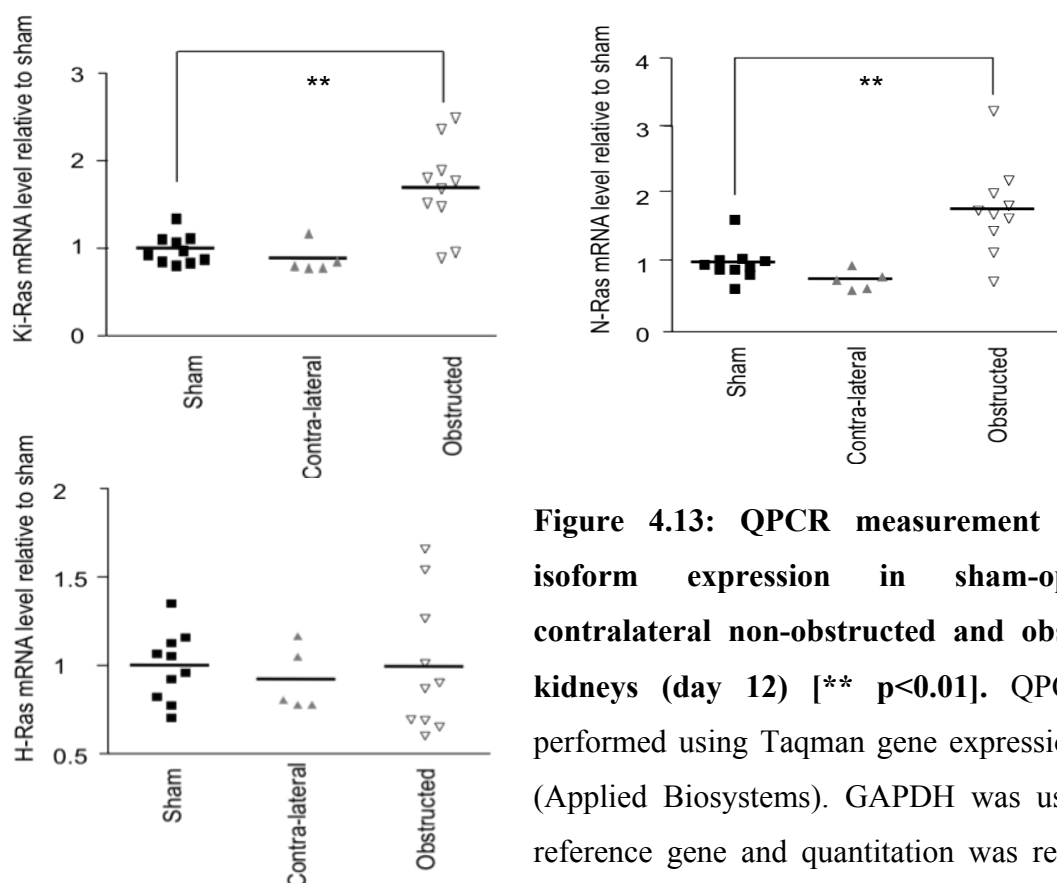 Ki-Ras mRNA level relative to sham
3
2
1
0
**
Sham
Contra-lateral
Obstructed
N-Ras mRNA level relative to sham
4
3
2
1
0
**
Sham
Contra-lateral
Obstructed
H-Ras mRNA level relative to sham
2
1.5
1
0.5
Sham
Contra-lateral
Obstructed
Figure 4.13: QPCR measurement
isoform expression in sham-op
contralateral non-obstructed and obs
kidneys (day 12) [** p<0.01]. QPC
performed using Taqman gene expressio
(Applied Biosystems). GAPDH was us
reference gene and quantitation was re